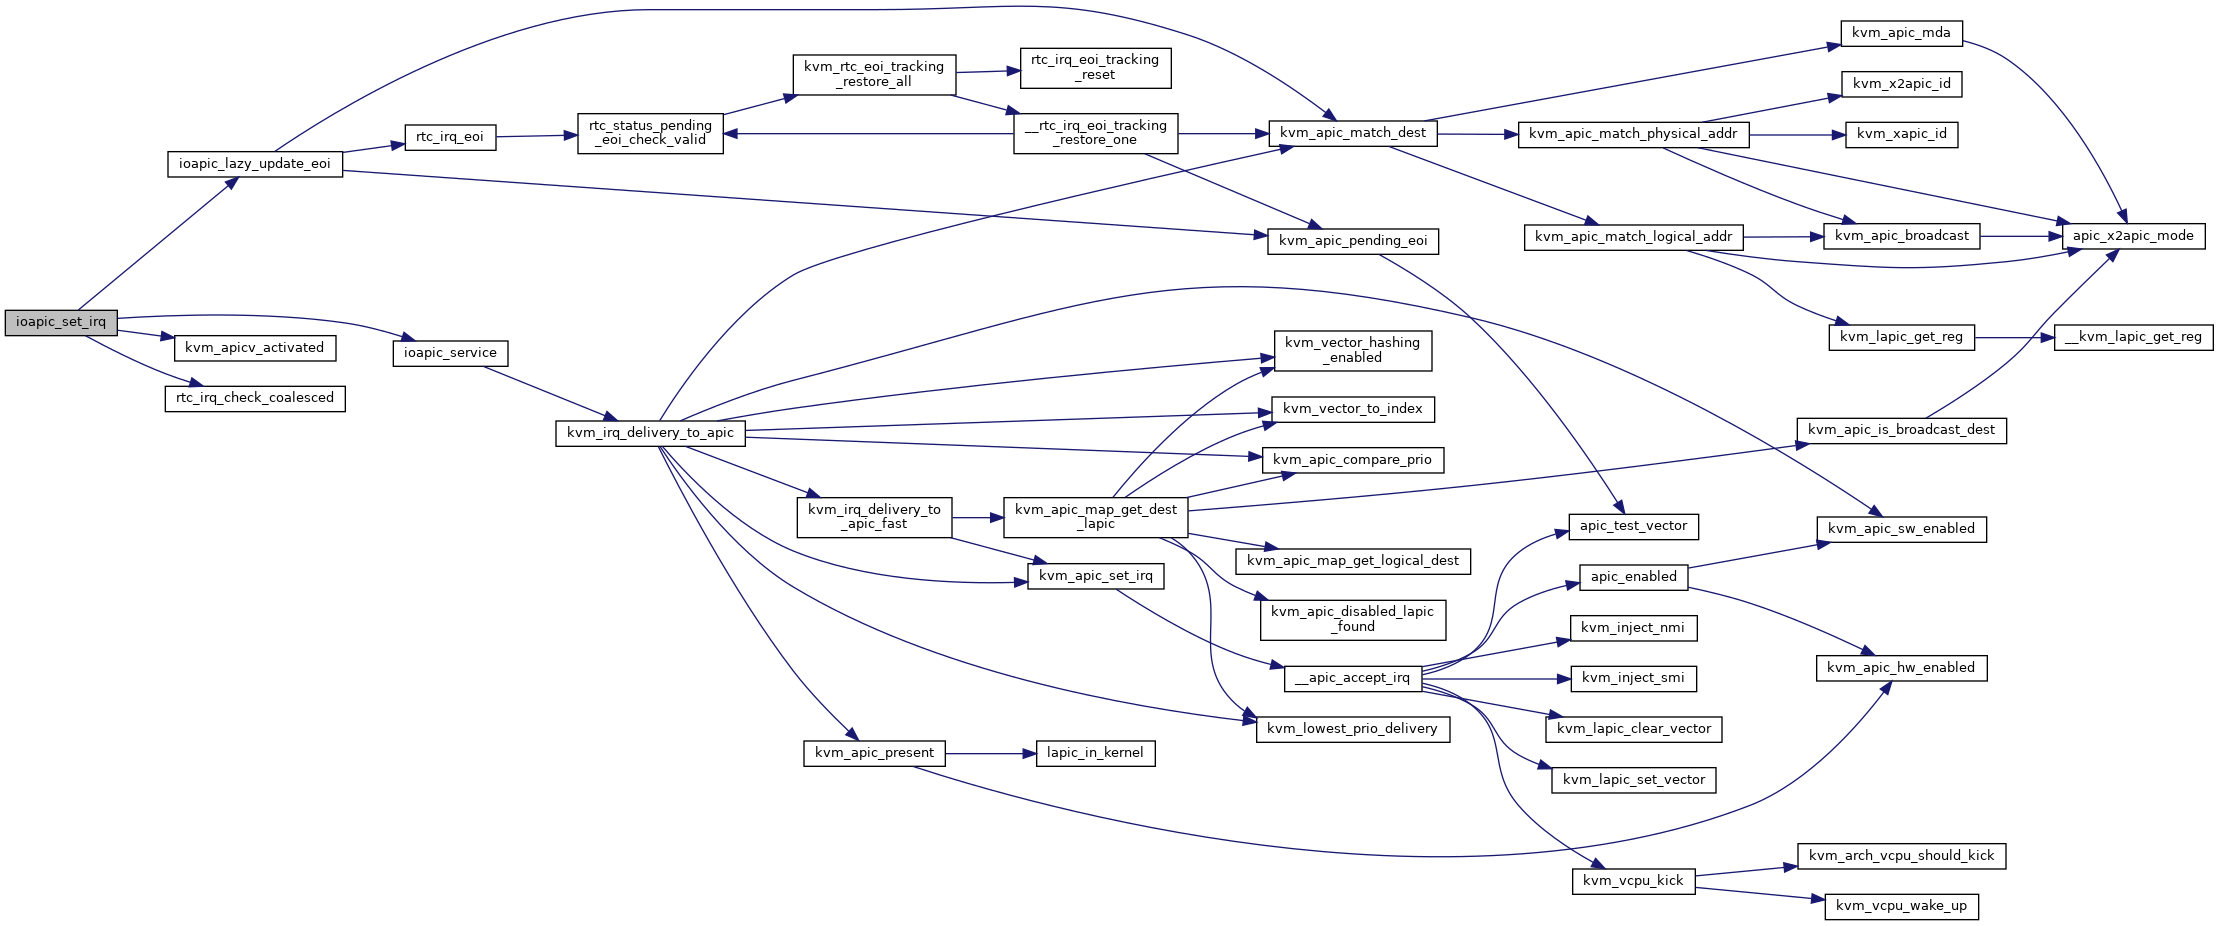 ioapic_set_irq
ioapic_lazy_update_eoi
kvm_apicv_activated
rtc_irq_check_coalesced
rtc_irq_eoi
ioapic_service
rtc_status_pending
_eoi_check_valid
kvm_irq_delivery_to_apic
kvm_rtc_eoi_tracking
_restore_all
kvm_irq_delivery_to
_apic_fast
kvm_apic_present
rtc_irq_eoi_tracking
_reset
__rtc_irq_eoi_tracking
_restore_one
kvm_apic_map_get_dest
_lapic
kvm_apic_set_irq
lapic_in_kernel
kvm_apic_match_dest
kvm_apic_pending_eoi
kvm_vector_hashing
_enabled
kvm_vector_to_index
kvm_apic_compare_prio
kvm_apic_map_get_logical_dest
kvm_apic_disabled_lapic
_found
__apic_accept_irq
kvm_lowest_prio_delivery
kvm_apic_match_physical_addr
kvm_apic_match_logical_addr
apic_test_vector
apic_enabled
kvm_inject_nmi
kvm_inject_smi
kvm_lapic_clear_vector
kvm_lapic_set_vector
kvm_vcpu_kick
kvm_apic_mda
kvm_x2apic_id
kvm_xapic_id
kvm_apic_broadcast
kvm_lapic_get_reg
kvm_apic_is_broadcast_dest
kvm_apic_sw_enabled
kvm_apic_hw_enabled
kvm_arch_vcpu_should_kick
kvm_vcpu_wake_up
apic_x2apic_mode
__kvm_lapic_get_reg